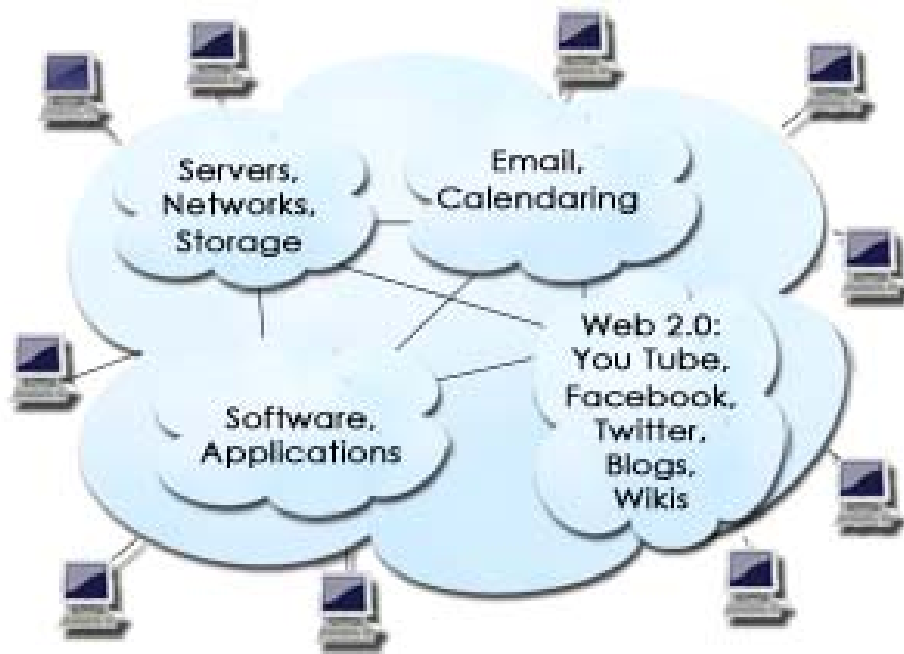 Servers,
Networks,
Storage
Email,
Calendaring
Web 2.0:
You Tube,
Facebook,
Twitter,
Blogs,
Wikis
Software,
Applications